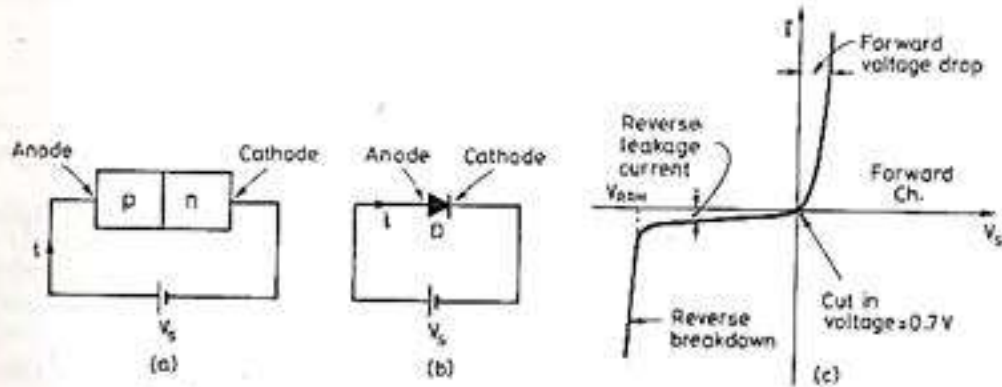 Anode
Cathode
p
n
i
Vs
(a)
Anode
Cathode
i
D
Vs
(b)
I
Forward
voltage drop
Reverse
leakage
current
VRRM
Forward
Ch.
Vs
Cut in
voltage=0.7V
Reverse
breakdown
(c)